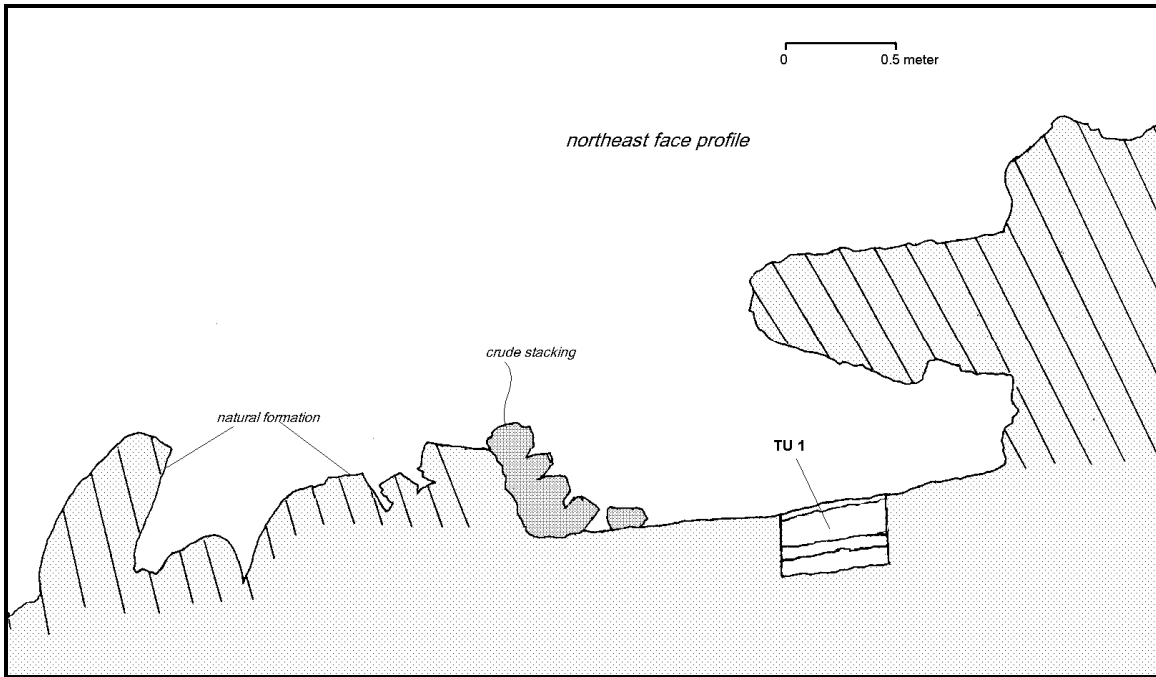 0 0.5 meter
northeast face profile
crude stacking
natural formation
TU 1